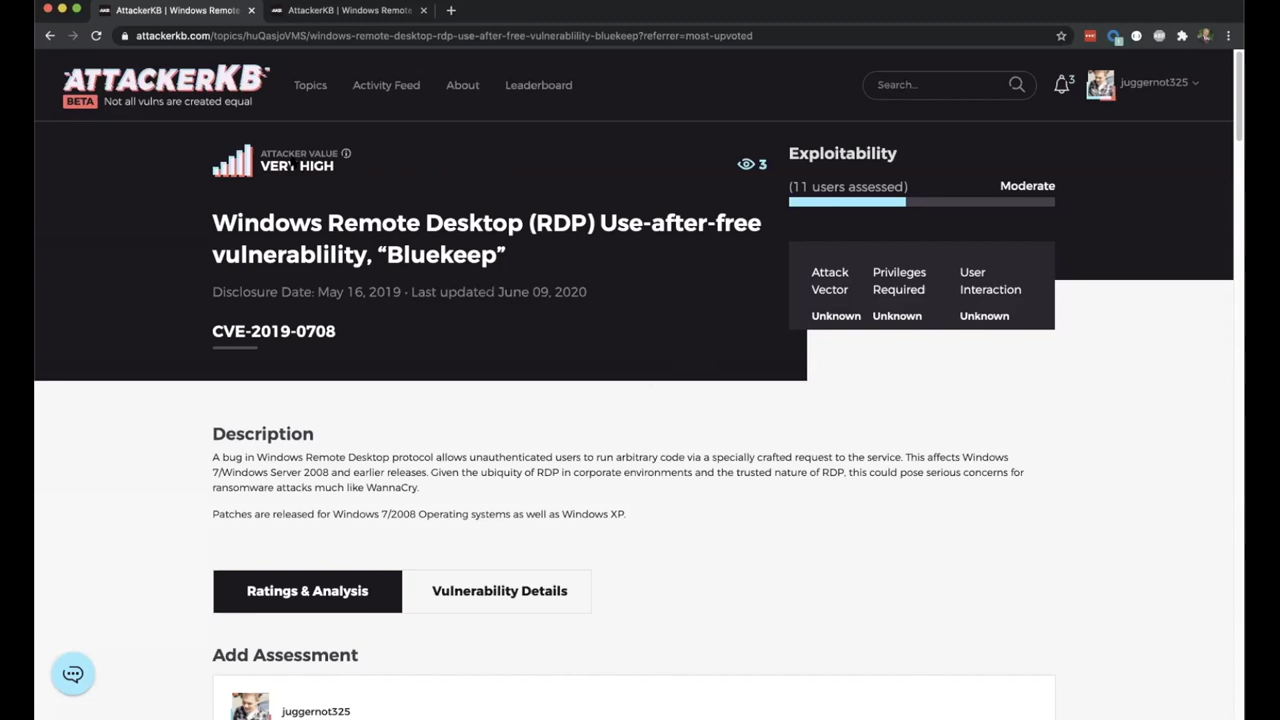 AttackerKB | Windows Remote
AttackerKB | Windows Remote
attackerkb.com/topics/huQasjoVMS/windows-remote-desktop-rdp-use-after-free-vulnerablility-bluekeep?referrer=most-upvoted
ATTACKERKB
BETA Not all vulns are created equal
Topics
Activity Feed
About
Leaderboard
Search...
3
juggernot325
ATTACKER VALUE
VERY HIGH
3
Windows Remote Desktop (RDP) Use-after-free
vulnerablility, “Bluekeep”
Disclosure Date: May 16, 2019 • Last updated June 09, 2020
CVE-2019-0708
Exploitability
(11 users assessed) Moderate
Attack
Vector
Unknown
Privileges
Required
Unknown
User
Interaction
Unknown
Description
A bug in Windows Remote Desktop protocol allows unauthenticated users to run arbitrary code via a specially crafted request to the service. This affects Windows
7/Windows Server 2008 and earlier releases. Given the ubiquity of RDP in corporate environments and the trusted nature of RDP, this could pose serious concerns for
ransomware attacks much like WannaCry.
Patches are released for Windows 7/2008 Operating systems as well as Windows XP.
Ratings & Analysis
Vulnerability Details
Add Assessment
juggernot325